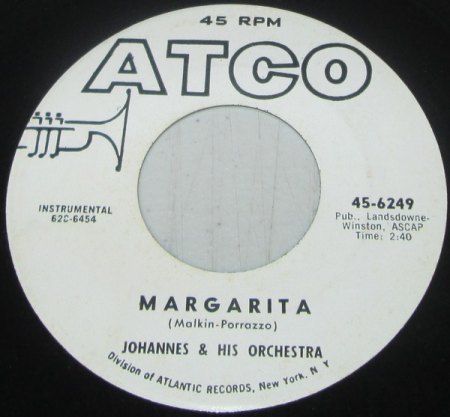 45 RPM
ATCO
INSTRUMENTAL
62C-6454
45-6249
Pub., Landsdowne-
Winston, ASCAP
Time: 2:40
MARGARITA
(Malkin-Porrazzo)
JOHANNES & HIS ORCHESTRA
Division of ATLANTIC RECORDS, New York, N. Y